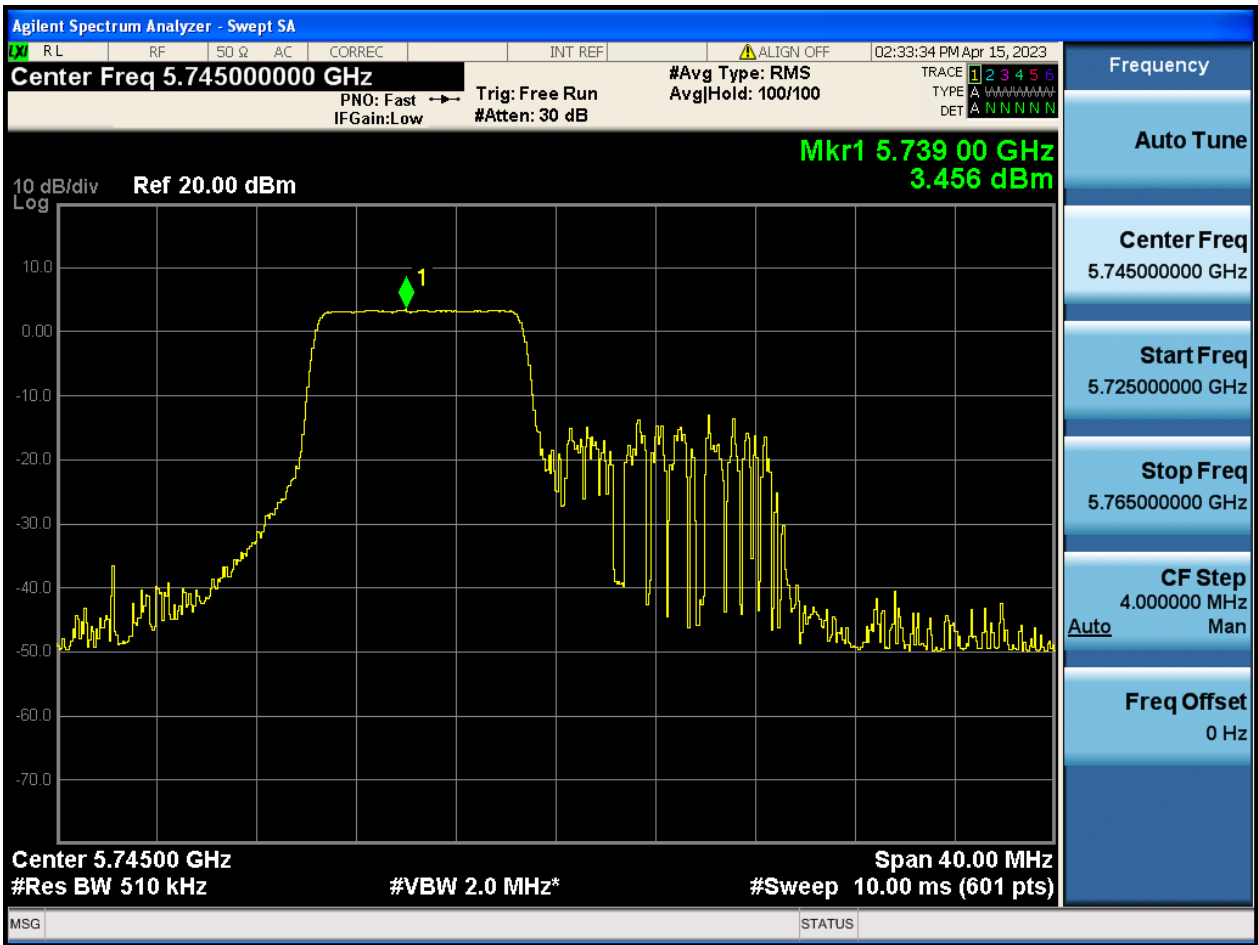 Agilent Spectrum Analyzer - Swept SA
LXI RL RF 50 Ω AC CORREC INT REF ALIGN OFF 02:33:34 PM Apr 15, 2023
Center Freq 5.745000000 GHz
PNO: Fast
IFGain:Low
Trig: Free Run
#Atten: 30 dB
#Avg Type: RMS
Avg|Hold: 100/100
TRACE 1 2 3 4 5 6
TYPE A WWWWW
DET A N N N N N
Mkr1 5.739 00 GHz
3.456 dBm
10 dB/div Ref 20.00 dBm
Log
1
10.0
0.00
-10.0
-20.0
-30.0
-40.0
-50.0
-60.0
-70.0
Center 5.74500 GHz Span 40.00 MHz
#Res BW 510 kHz #VBW 2.0 MHz* #Sweep 10.00 ms (601 pts)
MSG STATUS
Frequency
Auto Tune
Center Freq
5.745000000 GHz
Start Freq
5.725000000 GHz
Stop Freq
5.765000000 GHz
CF Step
4.000000 MHz
Auto Man
Freq Offset
0 Hz